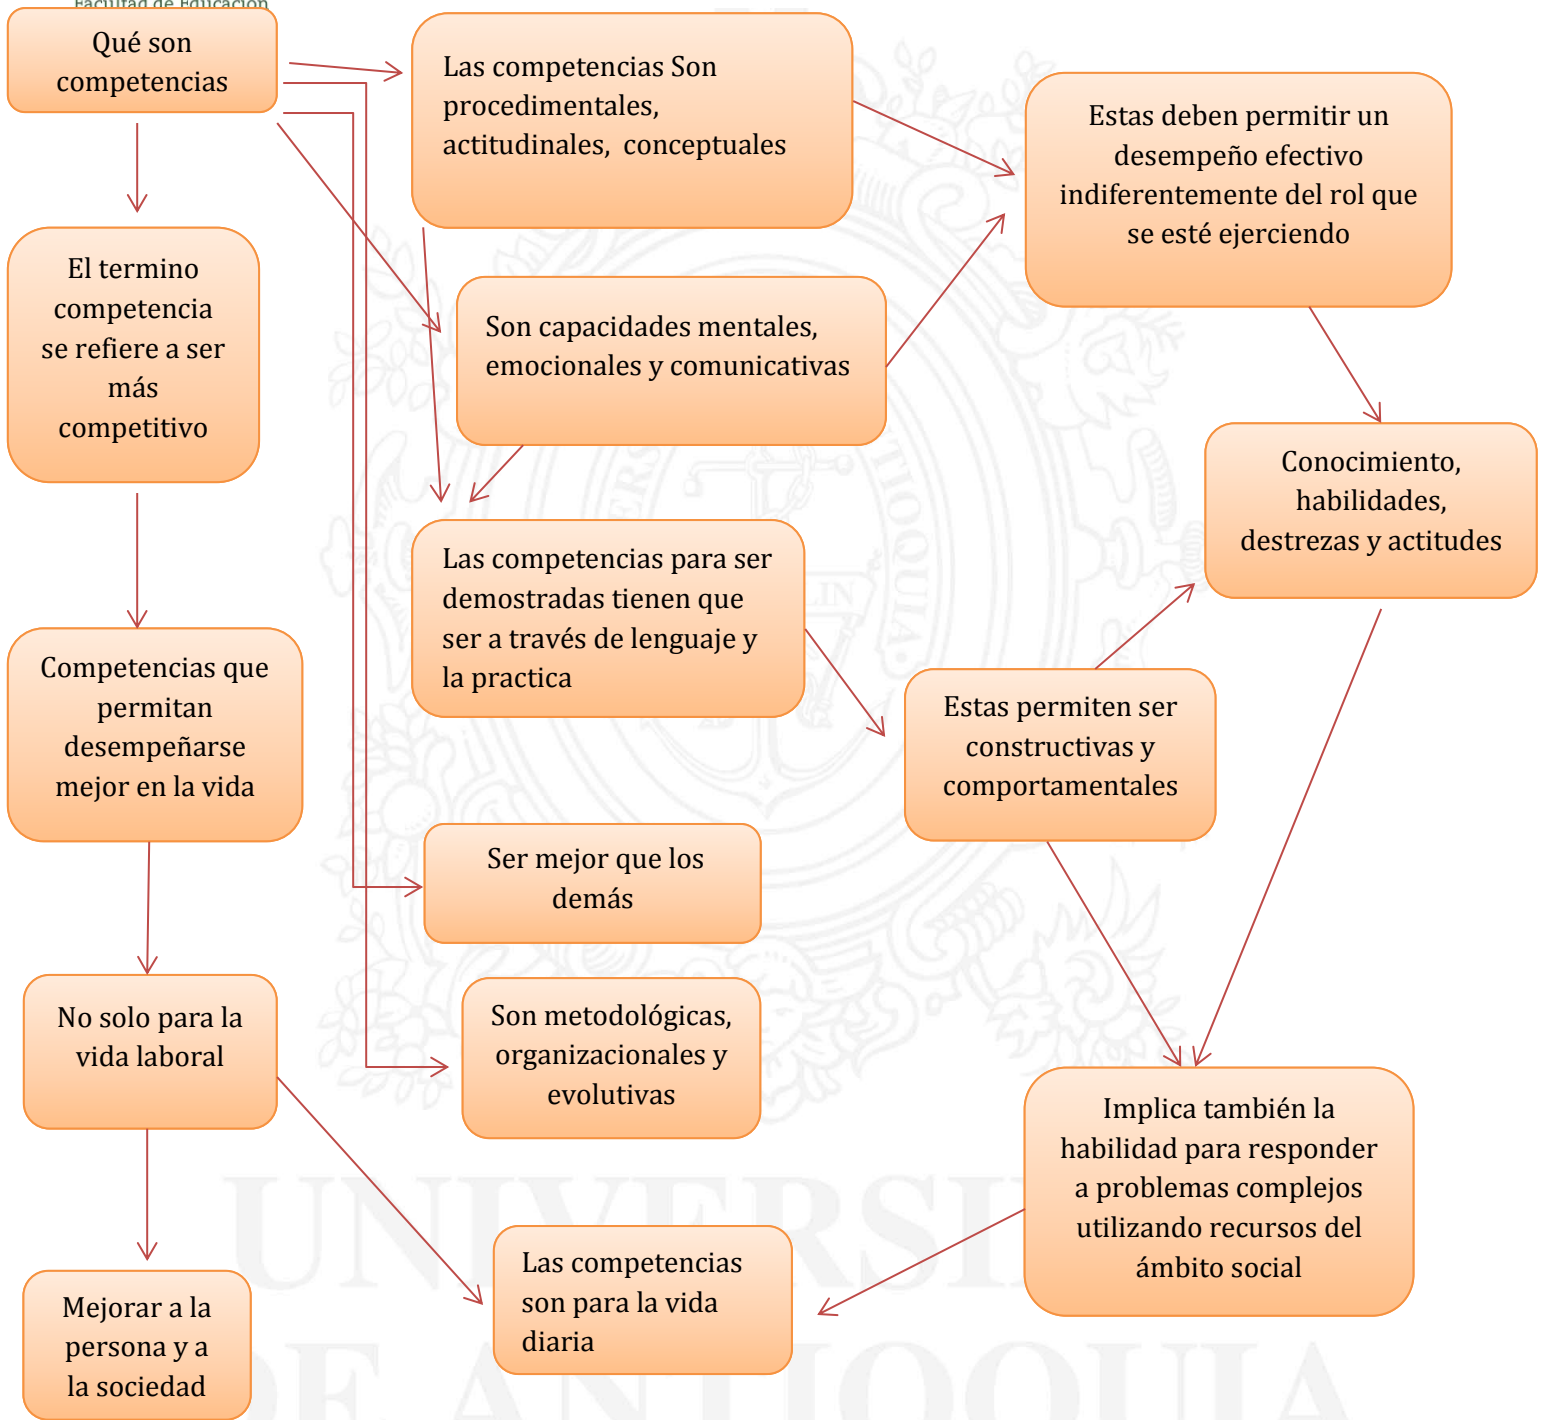 Facultad de Educación
Qué son
competencias
Las competencias Son
procedimentales,
actitudinales, conceptuales
Estas deben permitir un
desempeño efectivo
indiferentemente del rol que
se esté ejerciendo
El termino
competencia
se refiere a ser
más
competitivo
Son capacidades mentales,
emocionales y comunicativas
Conocimiento,
habilidades,
destrezas y actitudes
Las competencias para ser
demostradas tienen que
ser a través de lenguaje y
la practica
Competencias que
permitan
desempeñarse
mejor en la vida
Estas permiten ser
constructivas y
comportamentales
Ser mejor que los
demás
No solo para la
vida laboral
Son metodológicas,
organizacionales y
evolutivas
Implica también la
habilidad para responder
a problemas complejos
utilizando recursos del
ámbito social
Las competencias
son para la vida
diaria
Mejorar a la
persona y a
la sociedad
DE ANTIOQUIA